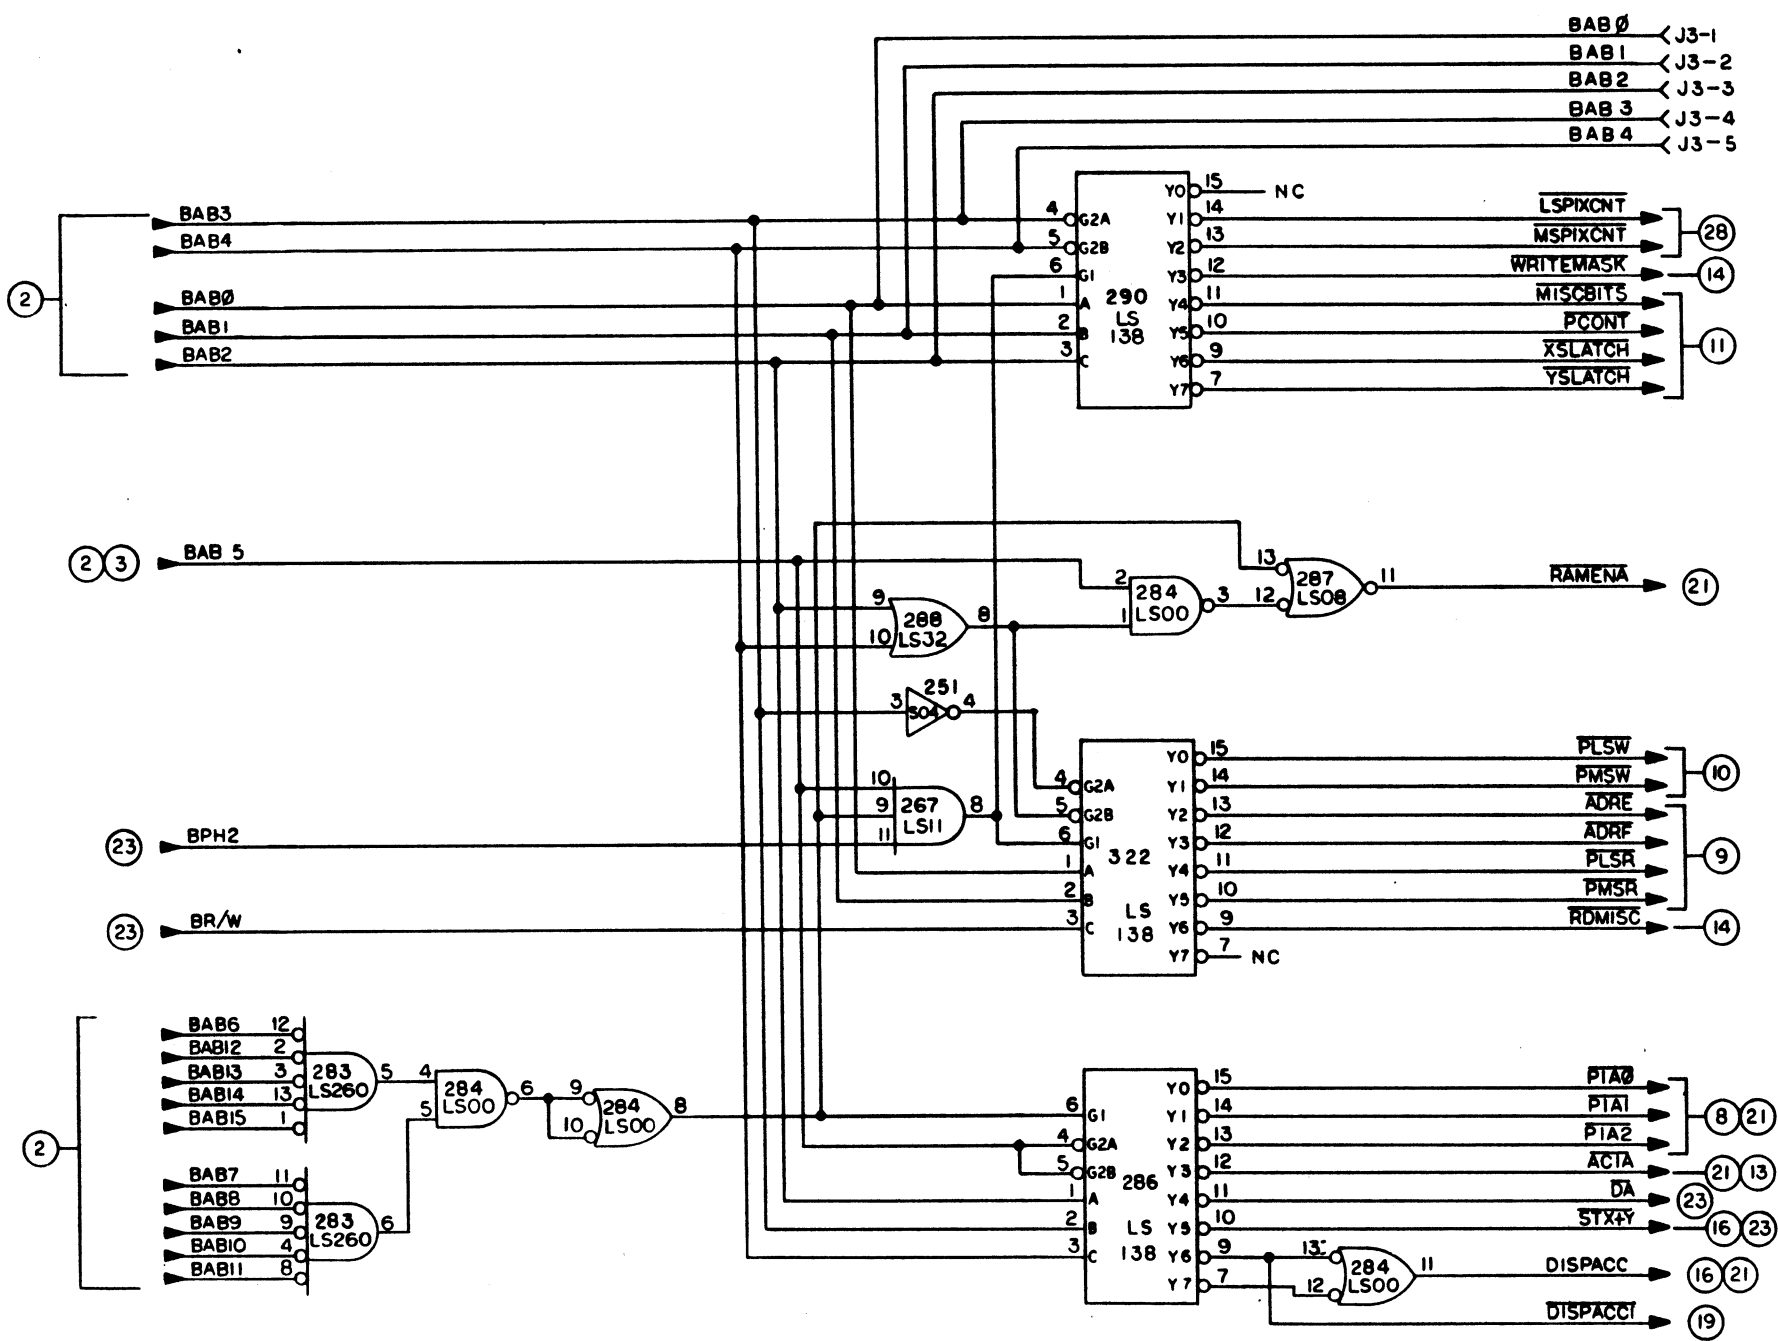 BABØ
J3-1
BAB1
J3-2
BAB2
J3-3
BAB 3
J3-4
BAB4
J3-5
2
BAB3
BAB4
BABØ
BAB1
BAB2
4 G2A
5 G2B
6 G1
1 A
2 B
3 C
290
LS
138
Y0 15 NC
Y1 14 LSPIXCNT
Y2 13 MSPIXCNT
28
Y3 12 WRITEMASK 14
Y4 11 MISCBITS
Y5 10 PCONT
Y6 9 XSLATCH
Y7 7 YSLATCH
11
2 3 BAB 5
9
10
288
LS32
8
2
1
284
LS00
3
13
12
287
LS08
11
RAMENA
21
251
3 S04 4
10
9
11
267
LS11
8
23 BPH2
23 BR/W
4 G2A
5 G2B
6 G1
1 A
2 B
3 C
322
LS
138
Y0 15 PLSW
Y1 14 PMSW
10
Y2 13 ADRE
Y3 12 ADRF
Y4 11 PLSR
Y5 10 PMSR
9
Y6 9 RDMISC 14
Y7 7 NC
2
BAB6 12
BAB12 2
BAB13 3
BAB14 13
BAB15 1
283
LS260
5
BAB7 11
BAB8 10
BAB9 9
BAB10 4
BAB11 8
283
LS260
6
4
5
284
LS00
6
9
10
284
LS00
8
6 G1
4 G2A
5 G2B
1 A
2 B
3 C
286
LS
138
Y0 15 PIAØ
Y1 14 PIA1
Y2 13 PIA2
8 21
Y3 12 ACIA 21 13
Y4 11 DA 23
Y5 10 STX+Y 16 23
Y6 9
Y7 7
13
12
284
LS00
11
DISPACC 16 21
DISPACC1 19